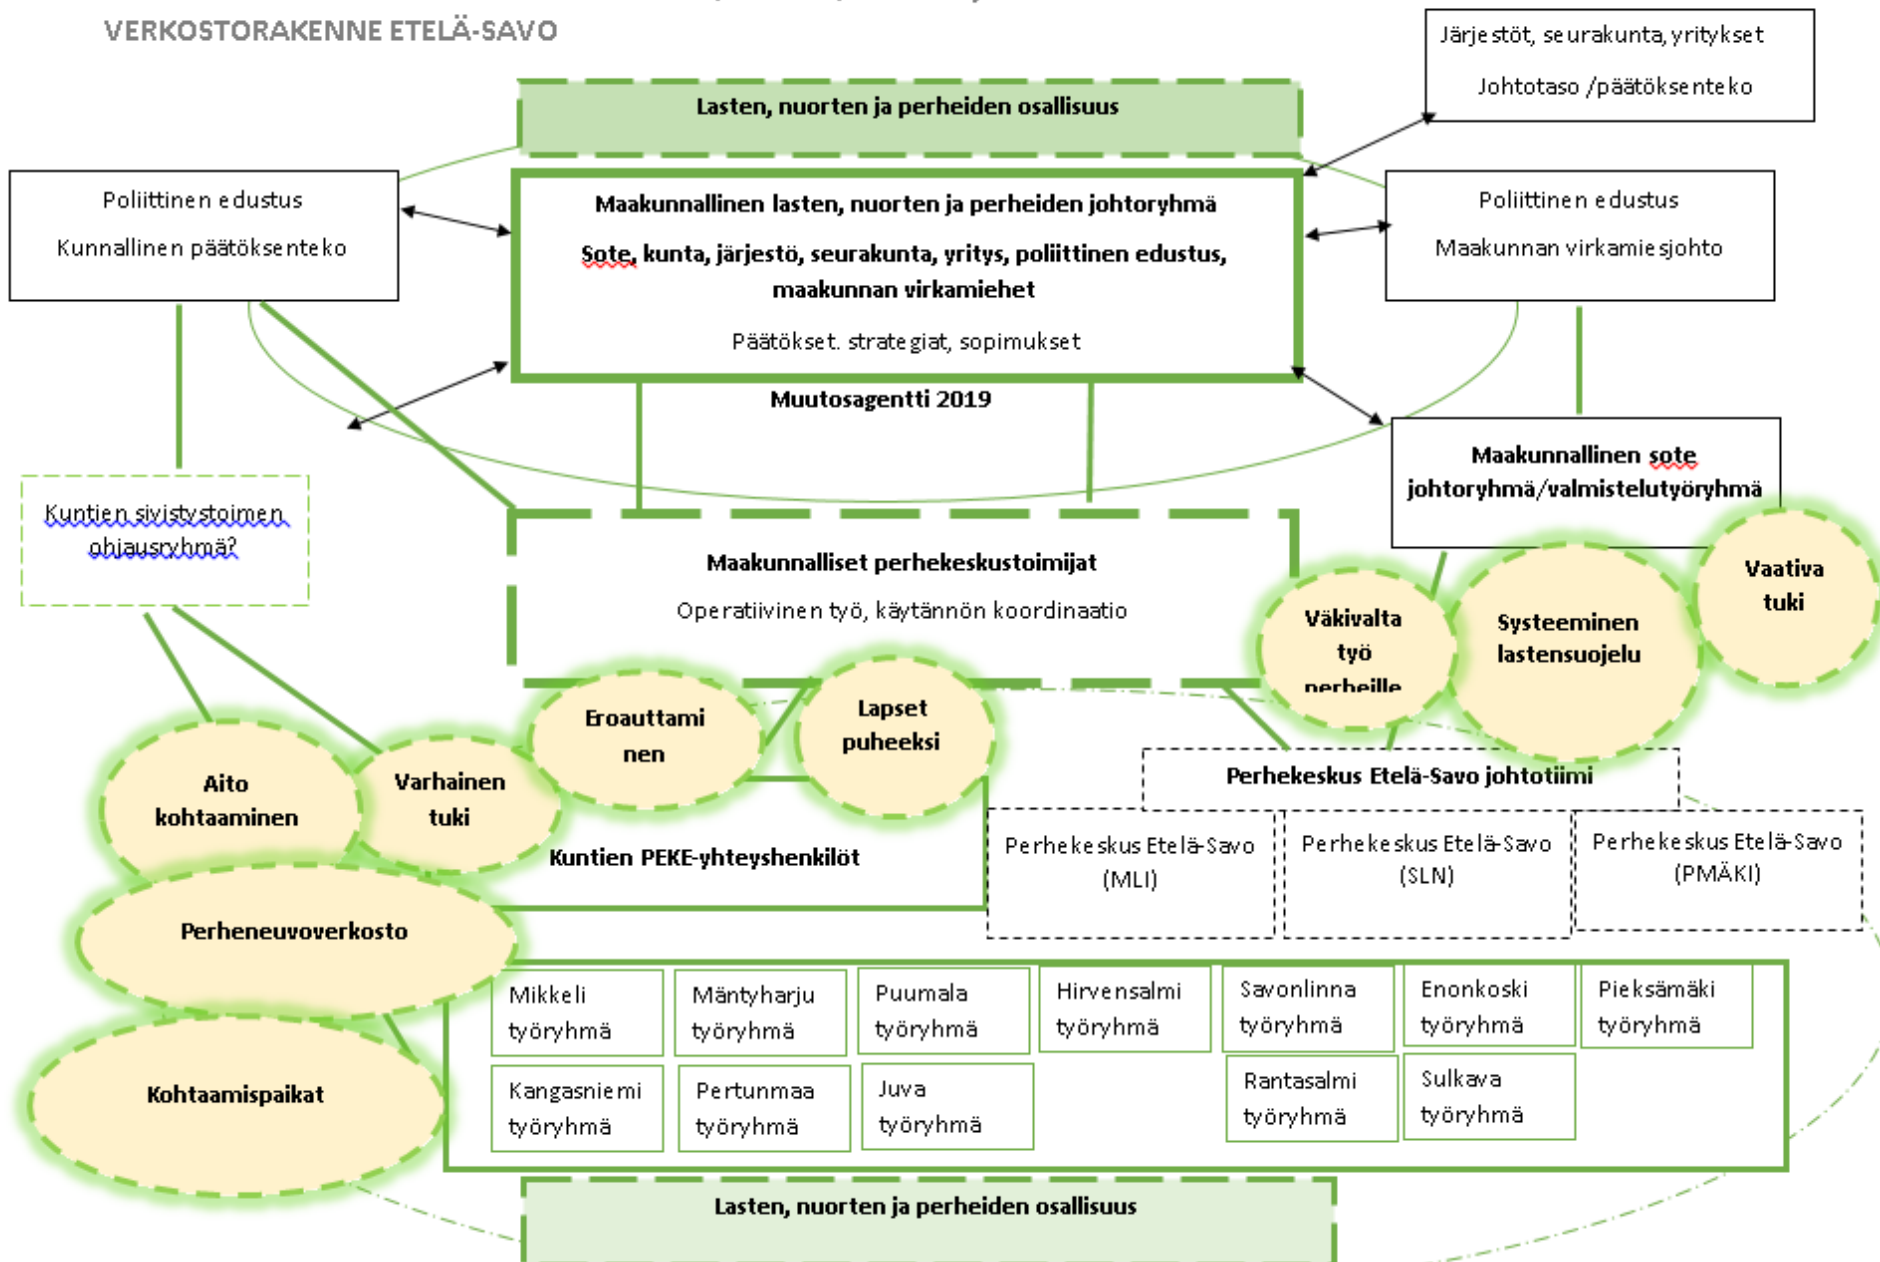 VERKOSTORAKENNE ETELÄ-SAVO
Järjestöt, seurakunta, yritykset
Johtotaso /päätöksenteko
Lasten, nuorten ja perheiden osallisuus
Poliittinen edustus
Kunnallinen päätöksenteko
Maakunnallinen lasten, nuorten ja perheiden johtoryhmä
Sote, kunta, järjestö, seurakunta, yritys, poliittinen edustus,
maakunnan virkamiehet
Päätökset. strategiat, sopimukset
Poliittinen edustus
Maakunnan virkamiesjohto
Muutosagentti 2019
Maakunnallinen sote
johtoryhmä/valmistelutyöryhmä
Kuntien sivistystoimen
ohjausryhmä?
Maakunnalliset perhekeskustoimijat
Operatiivinen työ, käytännön koordinaatio
Väkivalta
työ
perheille
Systeeminen
lastensuojelu
Vaativa
tuki
Aito
kohtaaminen
Varhainen
tuki
Eroauttami
nen
Lapset
puheeksi
Perhekeskus Etelä-Savo johtotiimi
Kuntien PEKE-yhteyshenkilöt
Perhekeskus Etelä-Savo
(MLI)
Perhekeskus Etelä-Savo
(SLN)
Perhekeskus Etelä-Savo
(PMÄKI)
Perheneuvoverkosto
Kohtaamispaikat
Mikkeli
työryhmä
Mäntyharju
työryhmä
Puumala
työryhmä
Hirvensalmi
työryhmä
Savonlinna
työryhmä
Enonkoski
työryhmä
Pieksämäki
työryhmä
Kangasniemi
työryhmä
Pertunmaa
työryhmä
Juva
työryhmä
Rantasalmi
työryhmä
Sulkava
työryhmä
Lasten, nuorten ja perheiden osallisuus